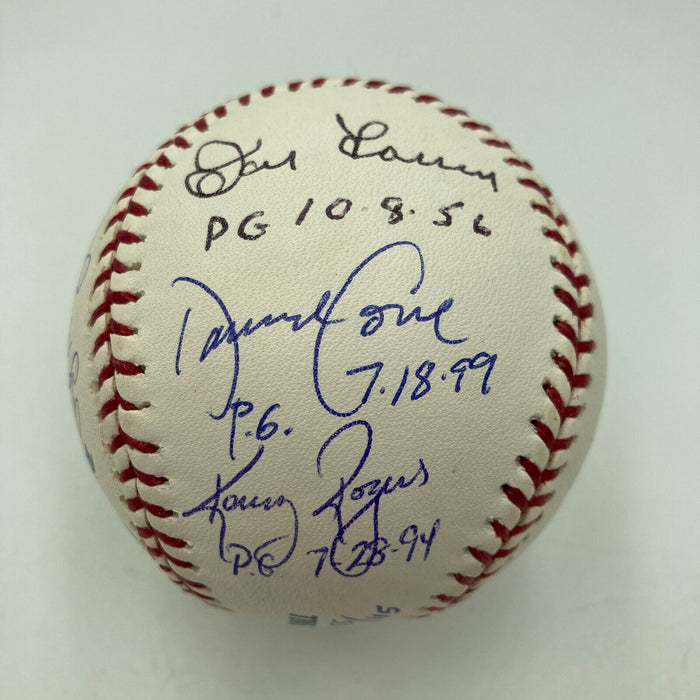 Don Larsen
PG 10·8·56
David Cone
P.G. 7·18·99
Kenny Rogers
P.G 7-28-94